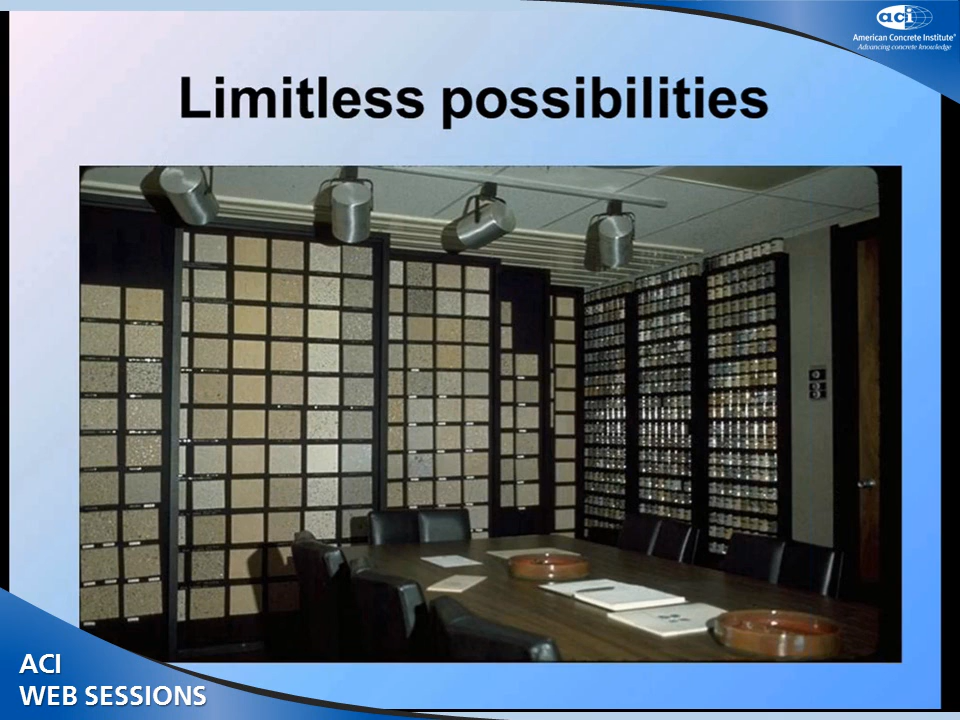 aci
American Concrete Institute®
Advancing concrete knowledge
Limitless possibilities
ACI
WEB SESSIONS